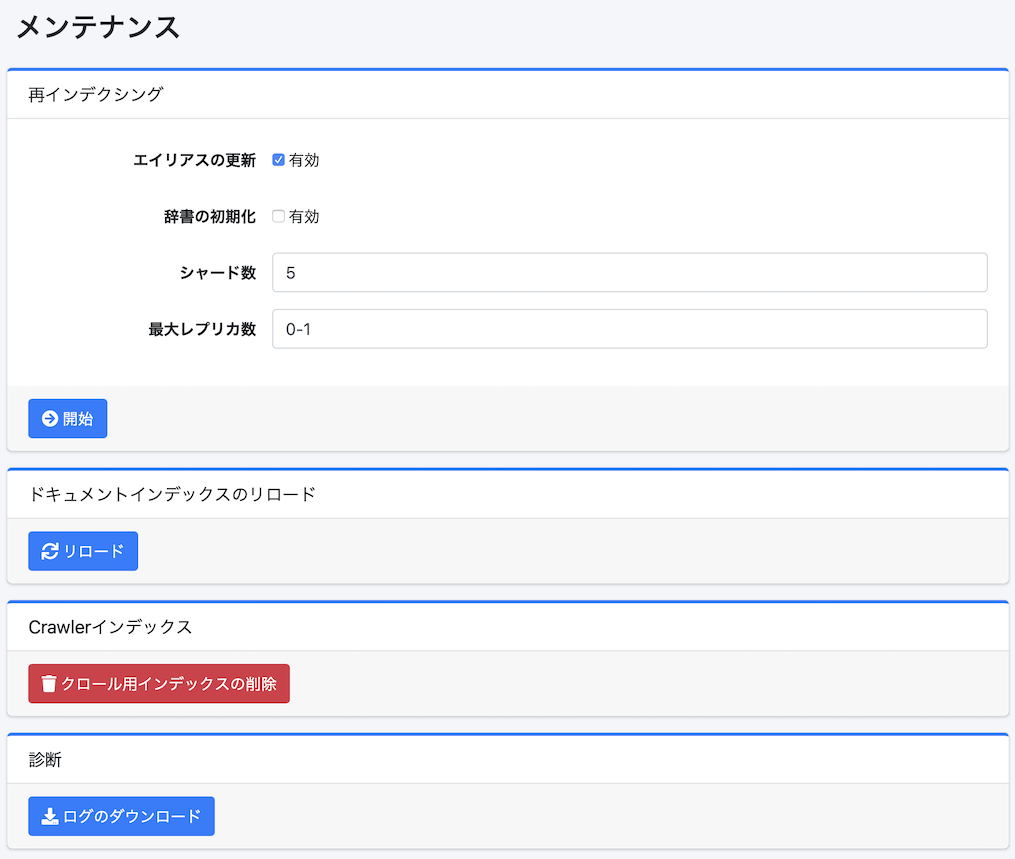 メンテナンス
再インデクシング
エイリアスの更新 有効
辞書の初期化 有効
シャード数 5
最大レプリカ数 0-1
開始
ドキュメントインデックスのリロード
リロード
Crawlerインデックス
クロール用インデックスの削除
診断
ログのダウンロード